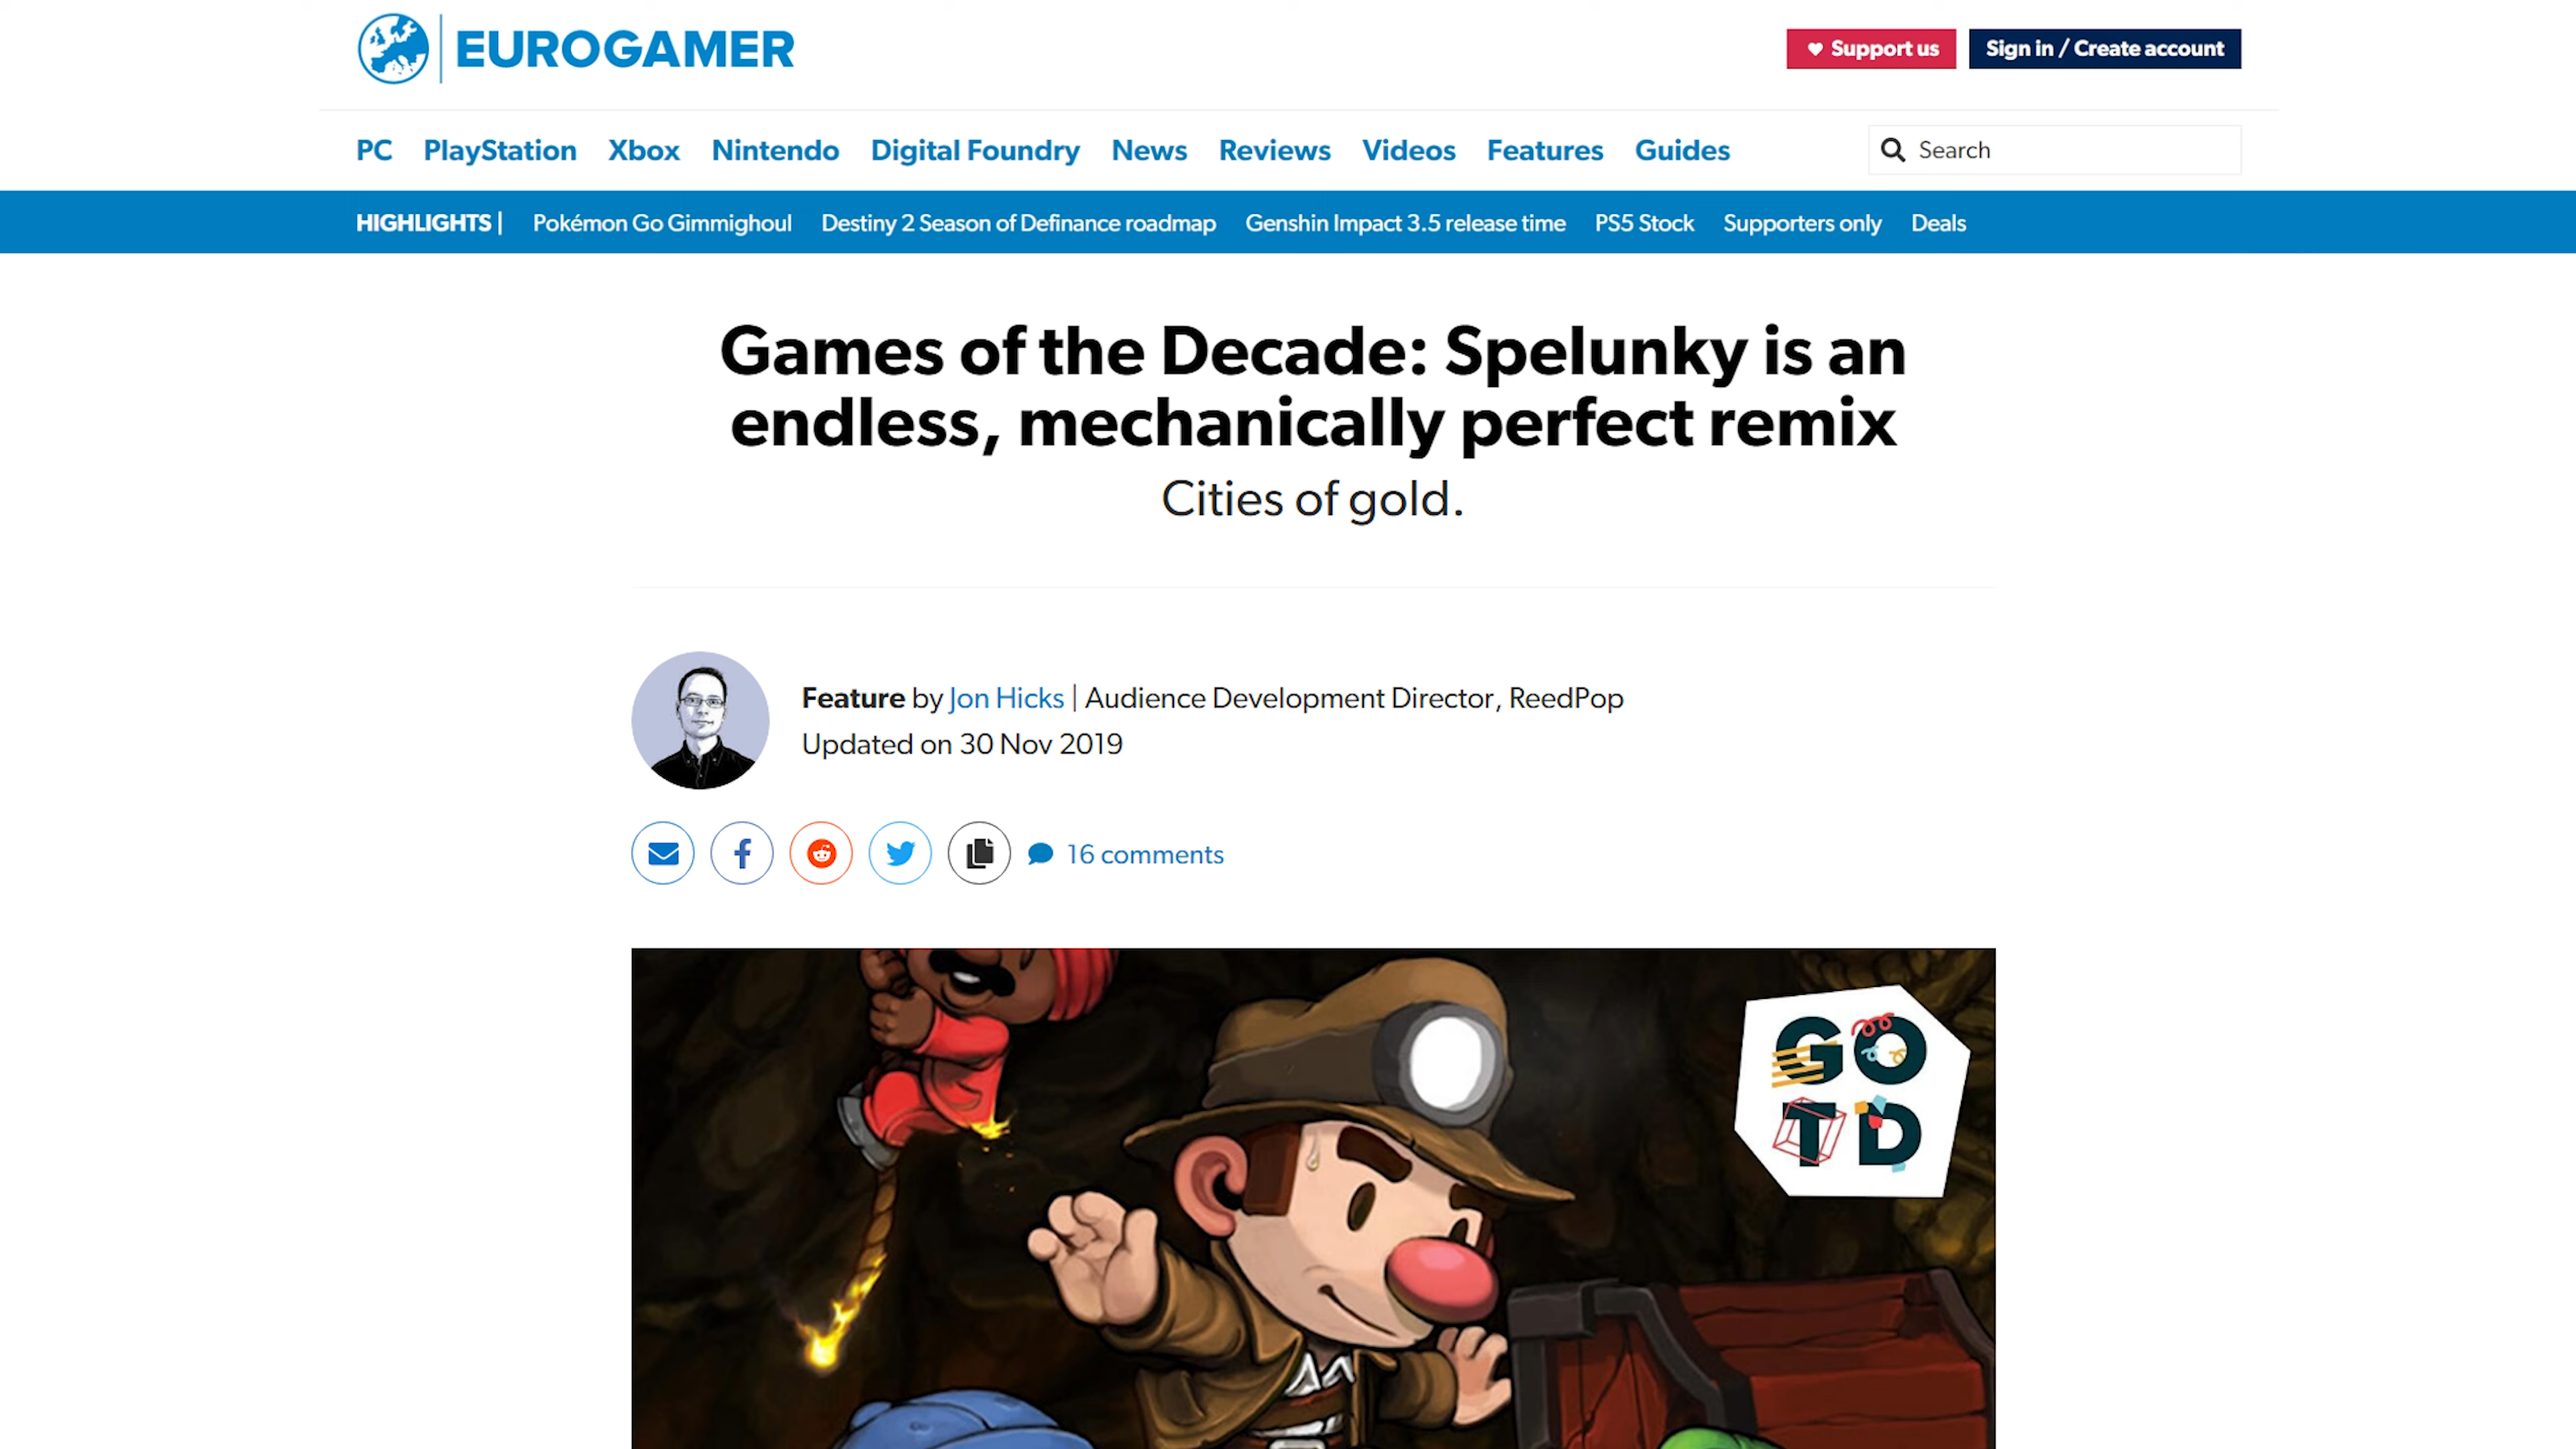 EUROGAMER
Support us
Sign in / Create account
PC PlayStation Xbox Nintendo Digital Foundry News Reviews Videos Features Guides
Search
HIGHLIGHTS | Pokémon Go Gimmighoul Destiny 2 Season of Definance roadmap Genshin Impact 3.5 release time PS5 Stock Supporters only Deals
Games of the Decade: Spelunky is an
endless, mechanically perfect remix
Cities of gold.
Feature by Jon Hicks | Audience Development Director, ReedPop
Updated on 30 Nov 2019
16 comments
GO
TD